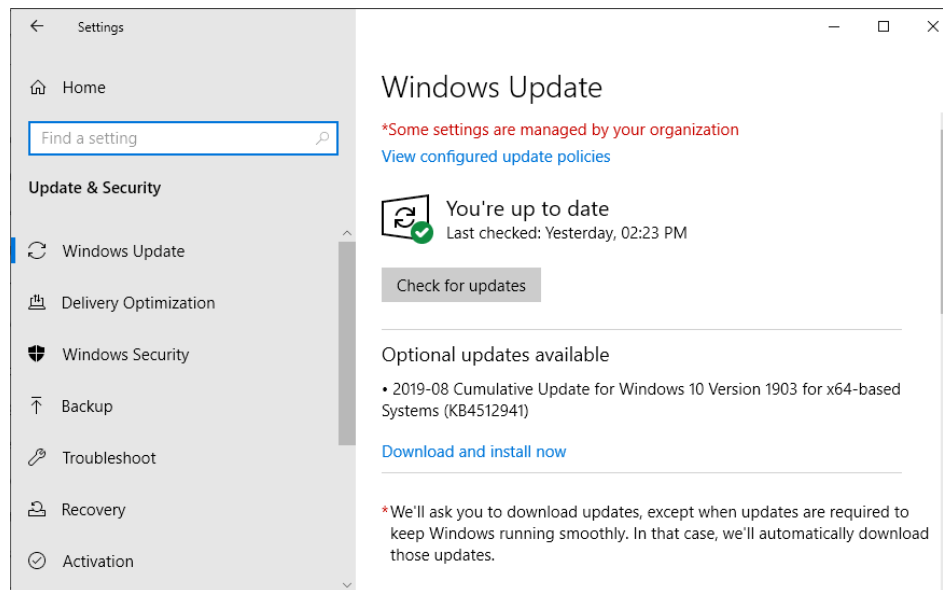 Settings
Home
Find a setting
Update & Security
Windows Update
Delivery Optimization
Windows Security
Backup
Troubleshoot
Recovery
Activation
Windows Update
*Some settings are managed by your organization
View configured update policies
You're up to date
Last checked: Yesterday, 02:23 PM
Check for updates
Optional updates available
• 2019-08 Cumulative Update for Windows 10 Version 1903 for x64-based
Systems (KB4512941)
Download and install now
*We'll ask you to download updates, except when updates are required to
keep Windows running smoothly. In that case, we'll automatically download
those updates.